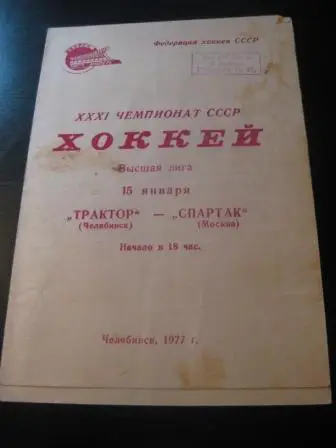 Федерация хоккея СССР
XXXI ЧЕМПИОНАТ СССР
ХОККЕЙ
Высшая лига
15 января
„ТРАКТОР“ — „СПАРТАК“
(Челябинск) (Москва)
Начало в 18 час.
Челябинск, 1977 г.